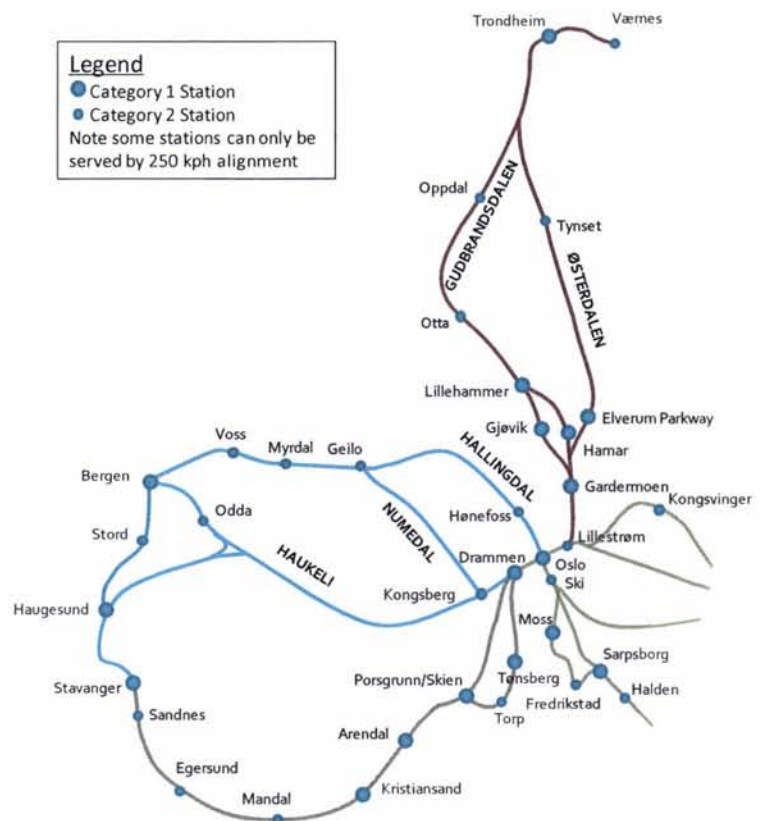 Trondheim
Værnes
Legend
Category 1 Station
Category 2 Station
Note some stations can only be
served by 250 kph alignment
Oppdal
GUDBRANDSDALEN
Tynset
ØSTERDALEN
Otta
Lillehammer
Elverum Parkway
Gjøvik
Hamar
Voss
Myrdal
Geilo
HALLINGDAL
Bergen
Gardermoen
Kongsvinger
Odda
Hønefoss
Stord
NUMEDAL
Lillestrøm
HAUKELI
Drammen
Oslo
Ski
Kongsberg
Haugesund
Moss
Sarpsborg
Stavanger
Porsgrunn/Skien
Tønsberg
Fredrikstad
Halden
Sandnes
Torp
Arendal
Egersund
Kristiansand
Mandal